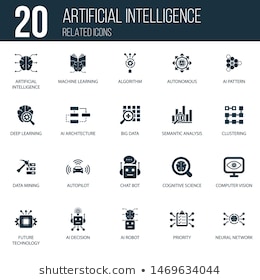 20 ARTIFICIAL INTELLIGENCE
RELATED ICONS
ARTIFICIAL INTELLIGENCE
MACHINE LEARNING
ALGORITHM
AUTONOMOUS
AI PATTERN
DEEP LEARNING
AI ARCHITECTURE
BIG DATA
SEMANTIC ANALYSIS
CLUSTERING
DATA MINING
AUTOPILOT
CHAT BOT
COGNITIVE SCIENCE
COMPUTER VISION
FUTURE TECHNOLOGY
AI DECISION
AI ROBOT
PRIORITY
NEURAL NETWORK
shutterstock.com • 1469634044